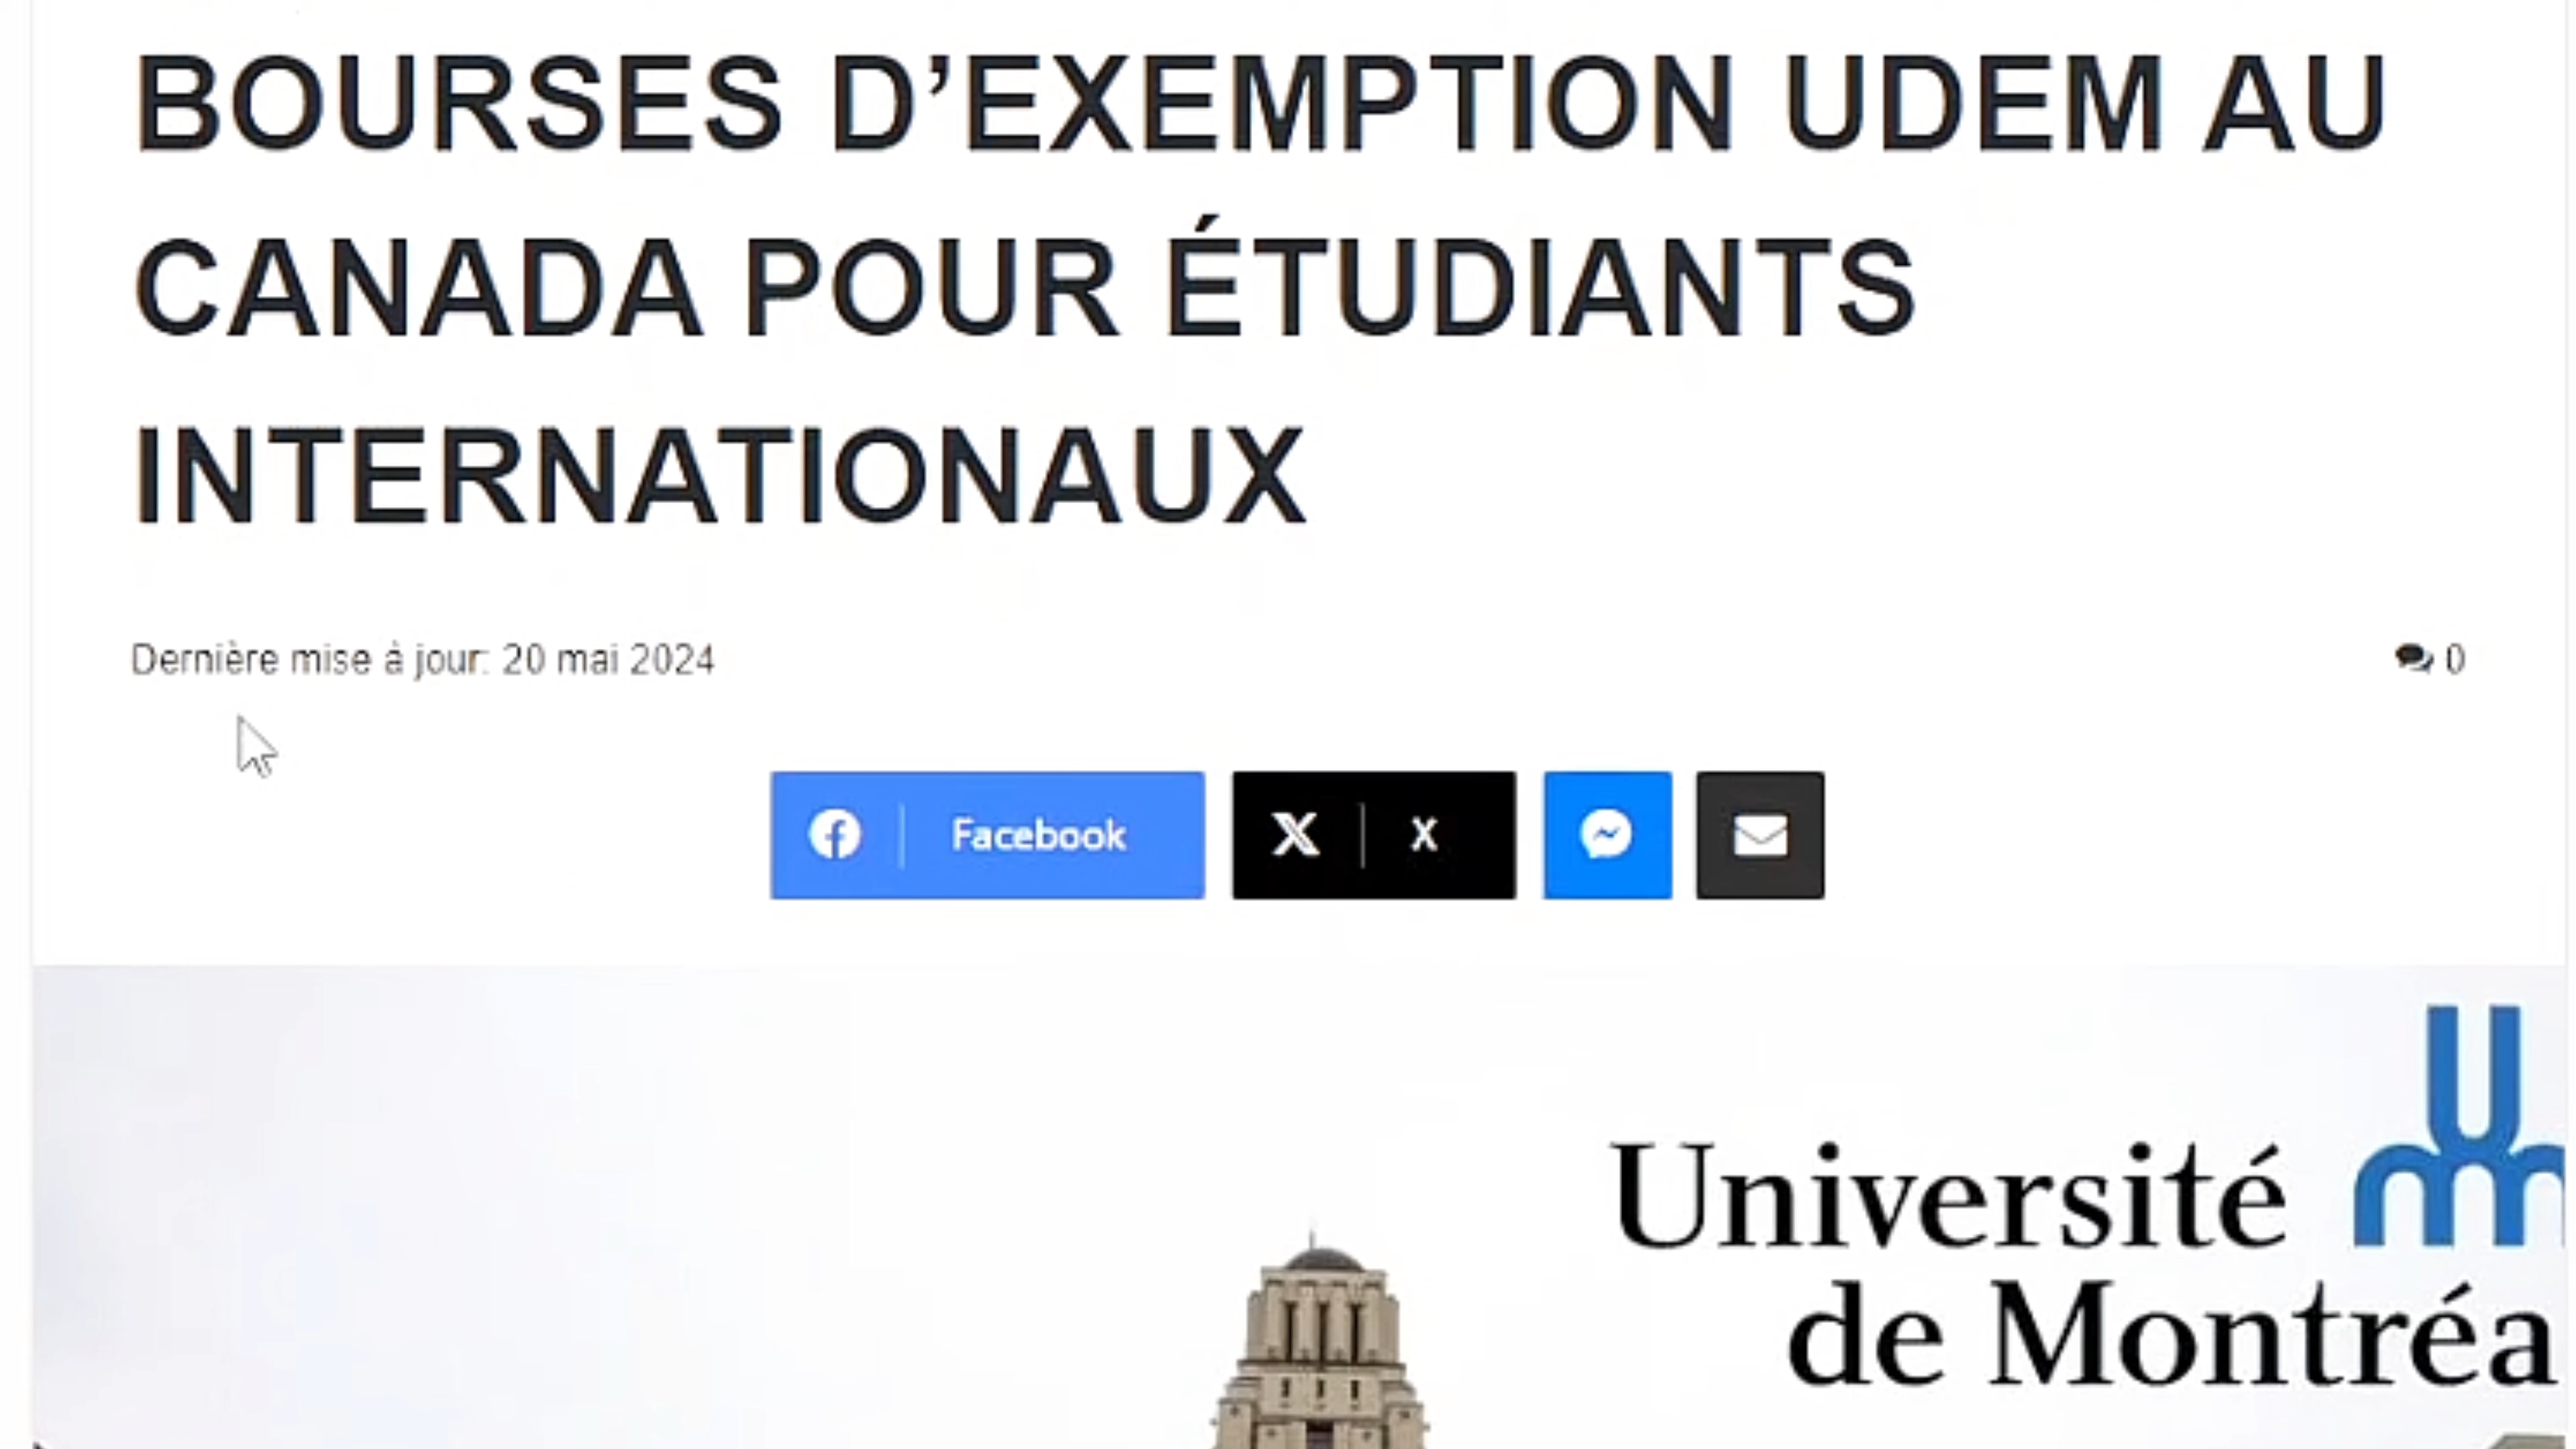 BOURSES D’EXEMPTION UDEM AU
CANADA POUR ÉTUDIANTS
INTERNATIONAUX
Dernière mise à jour: 20 mai 2024
0
Facebook
X
Université
de Montréa